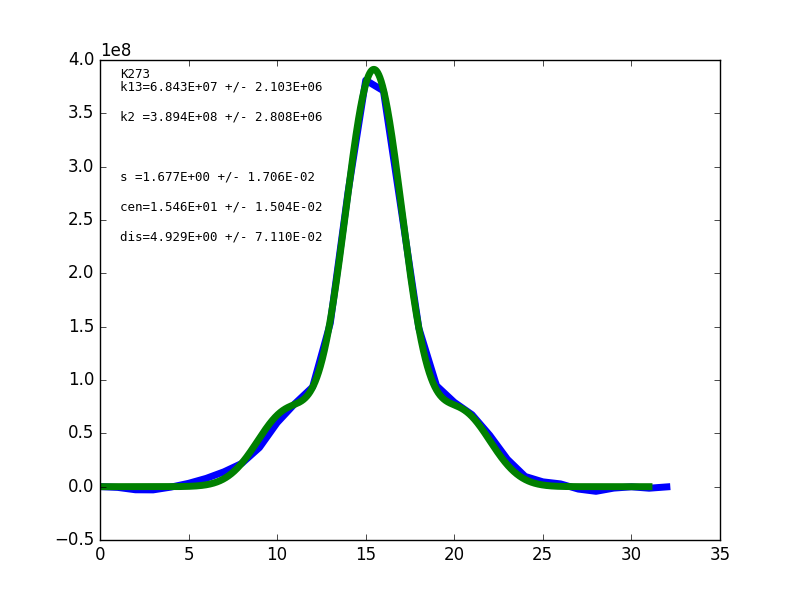 1e8
4.0
3.5
3.0
2.5
2.0
1.5
1.0
0.5
0.0
−0.5
K273
k13=6.843E+07 +/- 2.103E+06
k2 =3.894E+08 +/- 2.808E+06
s =1.677E+00 +/- 1.706E-02
cen=1.546E+01 +/- 1.504E-02
dis=4.929E+00 +/- 7.110E-02
0 5 10 15 20 25 30 35